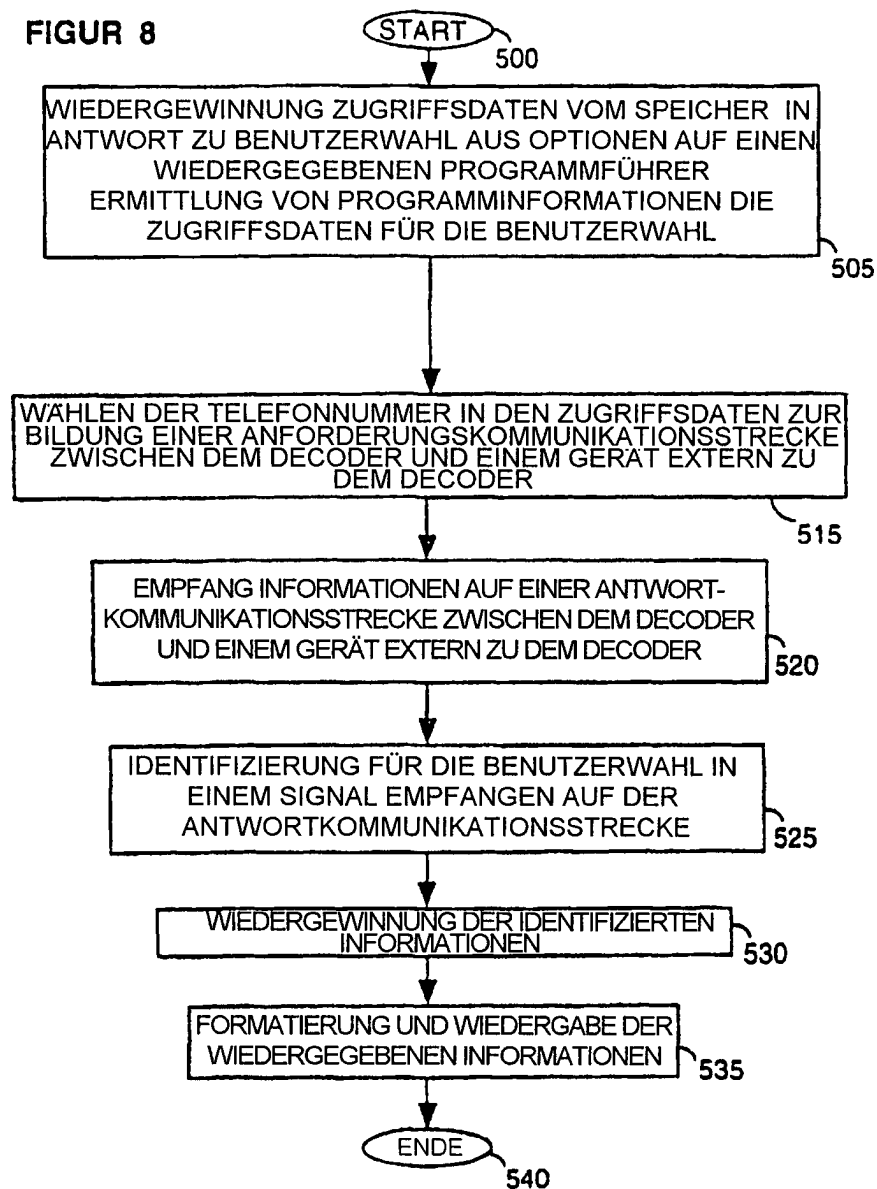 FIGUR 8
START
500
WIEDERGEWINNUNG ZUGRIFFSDATEN VOM SPEICHER IN
ANTWORT ZU BENUTZERWAHL AUS OPTIONEN AUF EINEN
WIEDERGEGEBENEN PROGRAMMFÜHRER
ERMITTLUNG VON PROGRAMMINFORMATIONEN DIE
ZUGRIFFSDATEN FÜR DIE BENUTZERWAHL
505
WÄHLEN DER TELEFONNUMMER IN DEN ZUGRIFFSDATEN ZUR
BILDUNG EINER ANFORDERUNGSKOMMUNIKATIONSSTRECKE
ZWISCHEN DEM DECODER UND EINEM GERÄT EXTERN ZU
DEM DECODER
515
EMPFANG INFORMATIONEN AUF EINER ANTWORT-
KOMMUNIKATIONSSTRECKE ZWISCHEN DEM DECODER
UND EINEM GERÄT EXTERN ZU DEM DECODER
520
IDENTIFIZIERUNG FÜR DIE BENUTZERWAHL IN
EINEM SIGNAL EMPFANGEN AUF DER
ANTWORTKOMMUNIKATIONSSTRECKE
525
WIEDERGEWINNUNG DER IDENTIFIZIERTEN
INFORMATIONEN
530
FORMATIERUNG UND WIEDERGABE DER
WIEDERGEGEBENEN INFORMATIONEN
535
ENDE
540